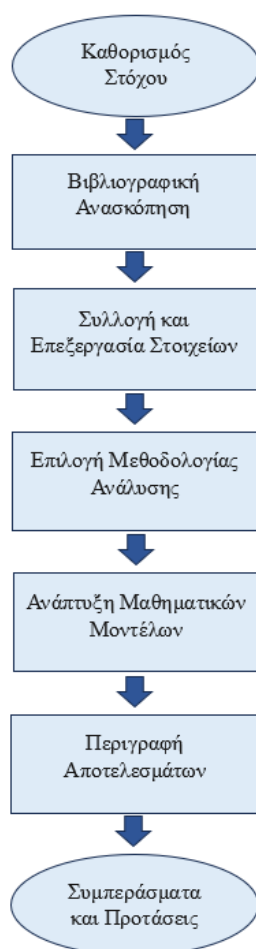 Καθορισμός
Στόχου
Βιβλιογραφική
Ανασκόπηση
Συλλογή και
Επεξεργασία Στοιχείων
Επιλογή Μεθοδολογίας
Ανάλυσης
Ανάπτυξη Μαθηματικών
Μοντέλων
Περιγραφή
Αποτελεσμάτων
Συμπεράσματα
και Προτάσεις